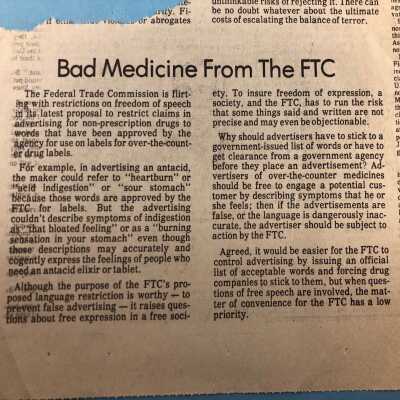 or abrogates
unthinkable risks of rejecting it. There can
be no doubt whatever about the ultimate
costs of escalating the balance of terror.
Bad Medicine From The FTC
The Federal Trade Commission is flirt-
ing with restrictions on freedom of speech
in its latest proposal to restrict claims in
advertising for non-prescription drugs to
words that have been approved by the
agency for use on labels for over-the-count-
er drug labels.
For example, in advertising an antacid,
the maker could refer to "heartburn" or
"acid indigestion" or "sour stomach"
because those words are approved by the
FTC for labels. But the advertising
couldn't describe symptoms of indigestion
as "that bloated feeling" or as a "burning
sensation in your stomach" even though
those descriptions may accurately and
cogently express the feelings of people who
need an antacid elixir or tablet.
Although the purpose of the FTC's pro-
posed language restriction is worthy — to
prevent false advertising — it raises ques-
tions about free expression in a free soci-
ety. To insure freedom of expression, a
society, and the FTC, has to run the risk
that some things said and written are not
precise and may even be objectionable.
Why should advertisers have to stick to a
government-issued list of words or have to
get clearance from a government agency
before they place an advertisement? Ad-
vertisers of over-the-counter medicines
should be free to engage a potential cus-
tomer by describing symptoms that he or
she feels; then if the advertisements are
false, or the language is dangerously inac-
curate, the advertiser should be subject to
action by the FTC.
Agreed, it would be easier for the FTC to
control advertising by issuing an official
list of acceptable words and forcing drug
companies to stick to them, but when ques-
tions of free speech are involved, the mat-
ter of convenience for the FTC has a low
priority.